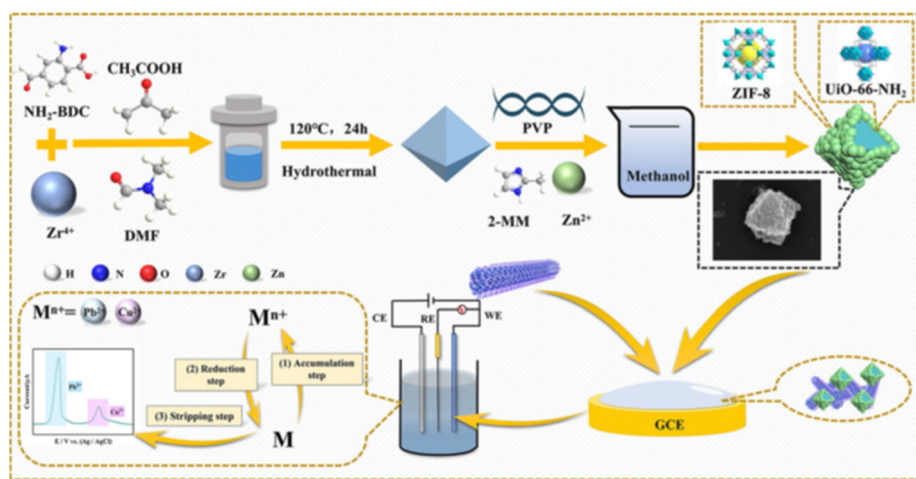 NH₂-BDC
CH₃COOH
Zr⁴⁺
DMF
120℃, 24h
Hydrothermal
PVP
2-MM
Zn²⁺
Methanol
ZIF-8
UiO-66-NH₂
H
N
O
Zr
Zn
Mⁿ⁺=
Pb²⁺
Cu²⁺
Mⁿ⁺
(2) Reduction
step
(1) Accumulation
step
(3) Stripping step
M
Current/μA
Pb²⁺
Cu²⁺
E / V vs. (Ag / AgCl)
CE
RE
WE
GCE